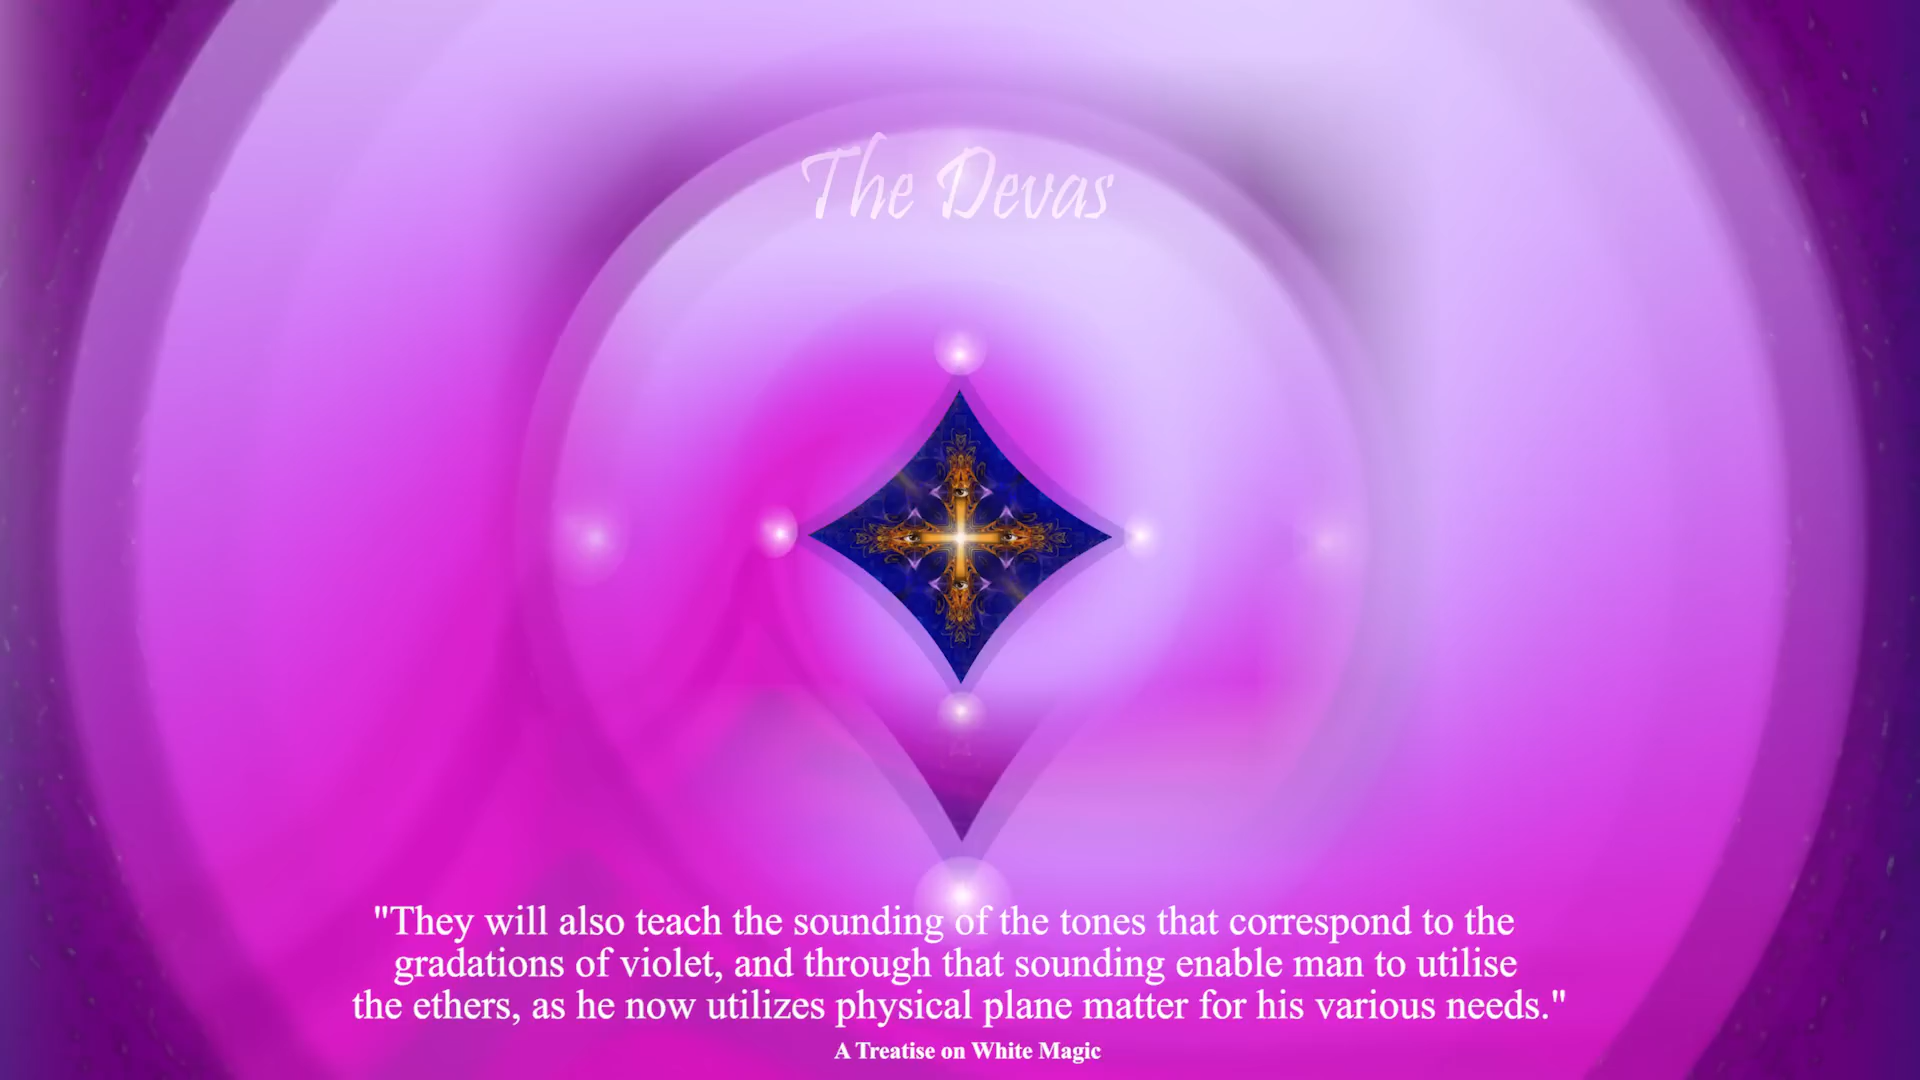 The Devas
"They will also teach the sounding of the tones that correspond to the
gradations of violet, and through that sounding enable man to utilise
the ethers, as he now utilizes physical plane matter for his various needs."
A Treatise on White Magic